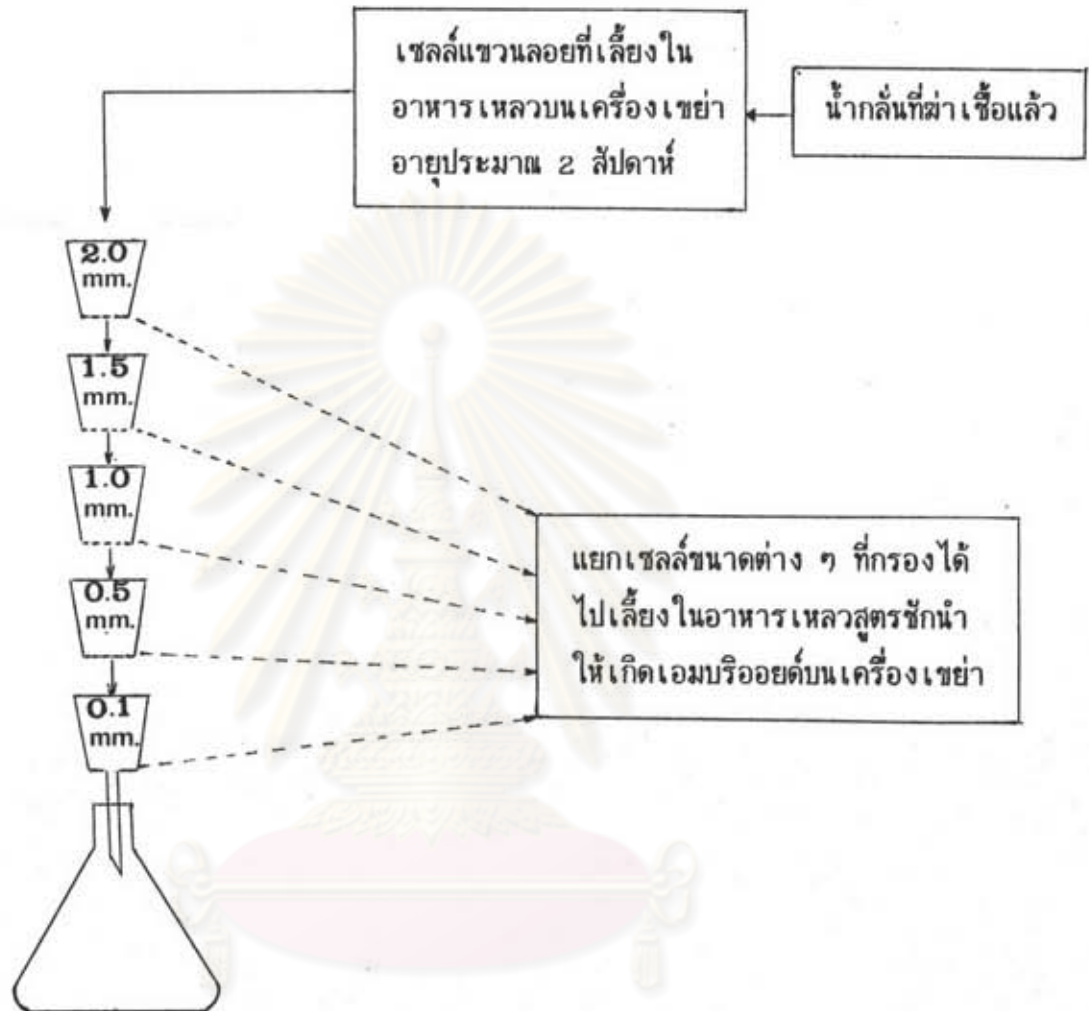 เซลล์แขวนลอยที่เลี้ยงใน
อาหารเหลวบนเครื่องเขย่า
อายุประมาณ 2 สัปดาห์
น้ำกลั่นที่ฆ่าเชื้อแล้ว
2.0
mm.
1.5
mm.
1.0
mm.
0.5
mm.
0.1
mm.
แยกเซลล์ขนาดต่าง ๆ ที่กรองได้
ไปเลี้ยงในอาหารเหลวสูตรชักนำ
ให้เกิดเอมบริออยด์บนเครื่องเขย่า